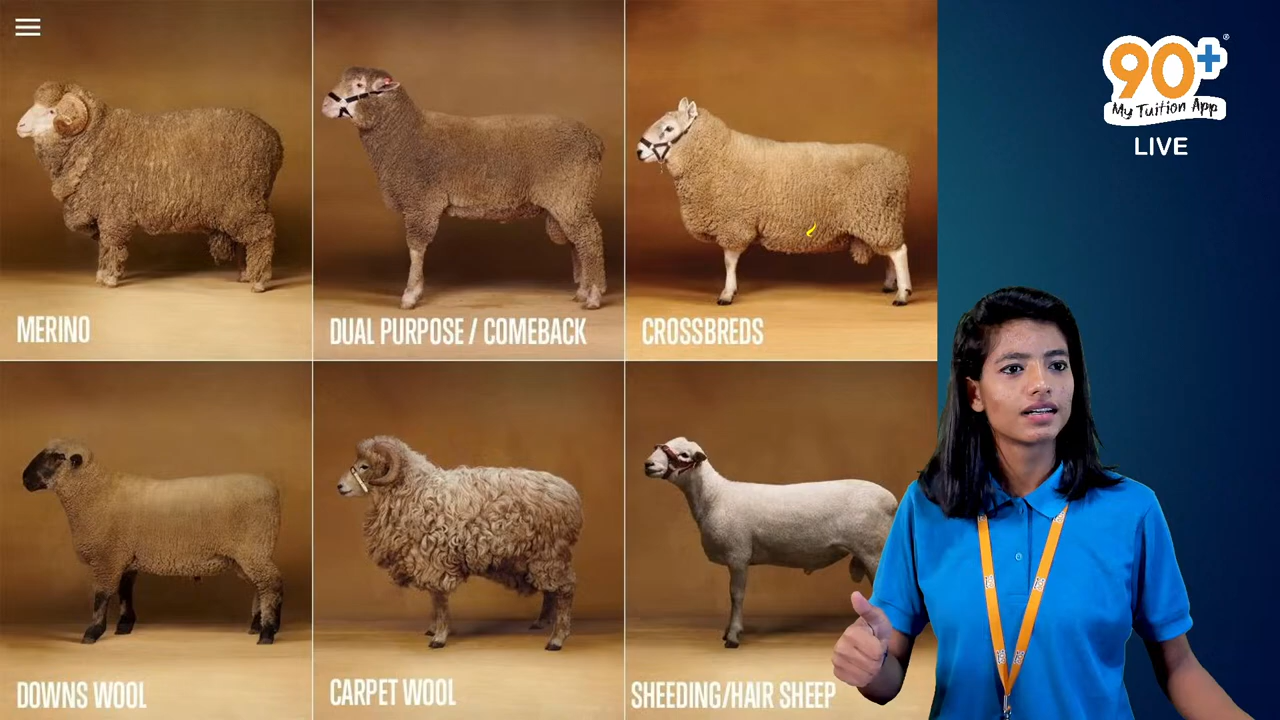 90+
My Tuition App
LIVE
MERINO
DUAL PURPOSE / COMEBACK
CROSSBREDS
DOWNS WOOL
CARPET WOOL
SHEEDING/HAIR SHEEP